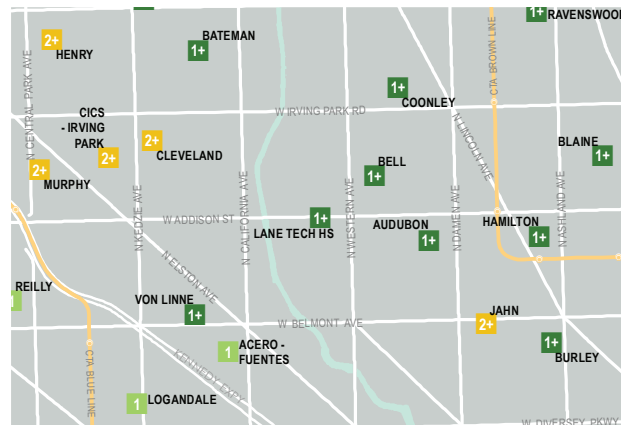 RAVENSWOOD
1+
BATEMAN
1+
2+
HENRY
N CENTRAL PARK AVE
CTA BROWN LINE
1+
COONLEY
W IRVING PARK RD
CICS
- IRVING
PARK
2+
2+
CLEVELAND
N LINCOLN AVE
BLAINE
1+
2+
MURPHY
BELL
1+
N KEDZIE AVE
N CALIFORNIA AVE
N WESTERN AVE
N DAMEN AVE
N ASHLAND AVE
W ADDISON ST
1+
LANE TECH HS
AUDUBON
1+
HAMILTON
1+
N ELSTON AVE
REILLY
1
VON LINNE
1+
W BELMONT AVE
JAHN
2+
1
ACERO -
FUENTES
1+
BURLEY
KENNEDY EXPY
CTA BLUE LINE
1
LOGANDALE
W DIVERSEY PKWY